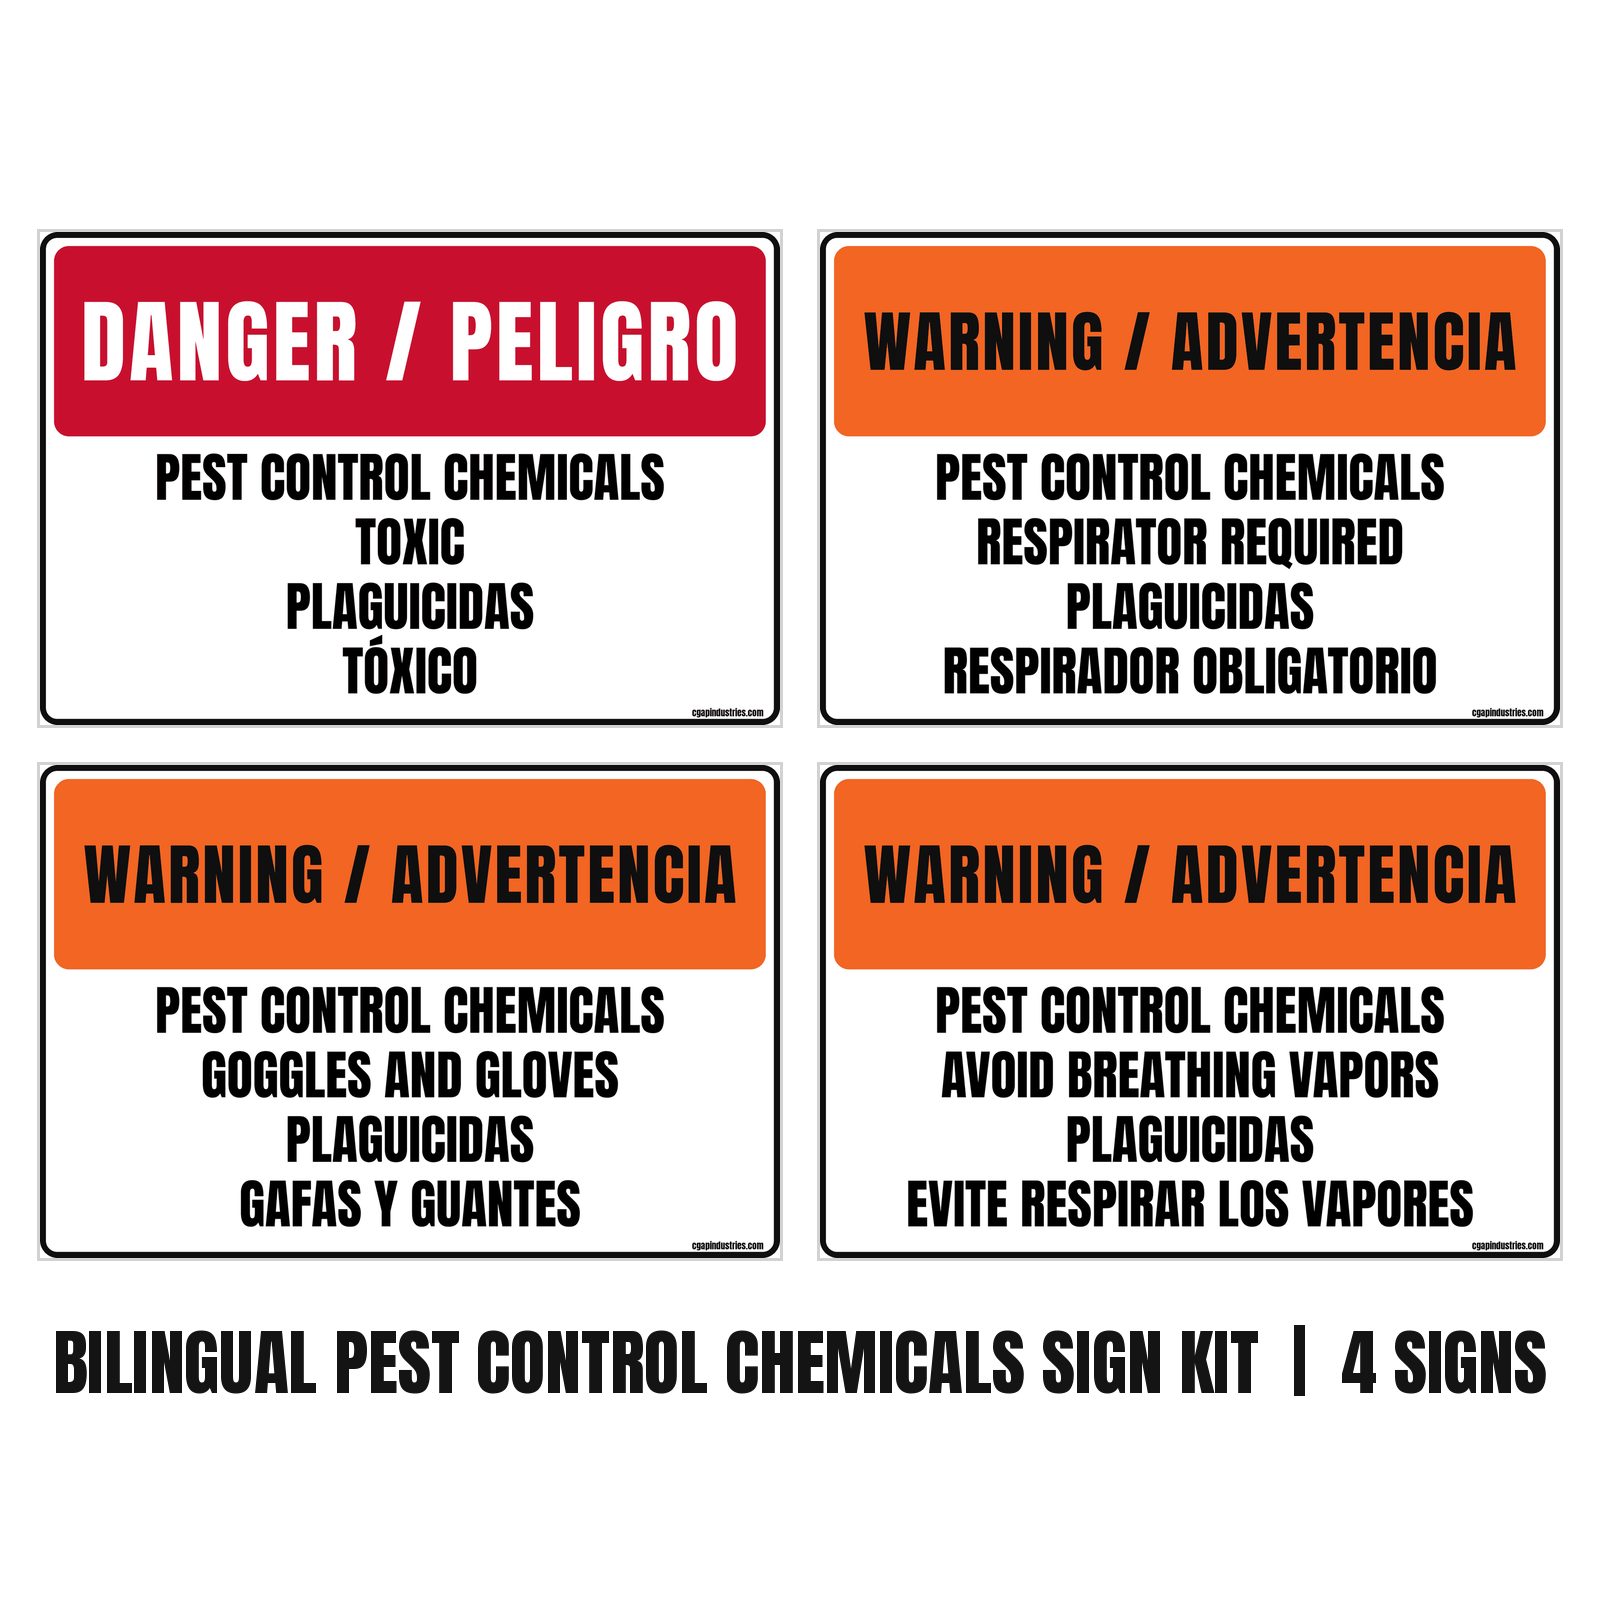 DANGER / PELIGRO
PEST CONTROL CHEMICALS
TOXIC
PLAGUICIDAS
TÓXICO
cgapindustries.com
WARNING / ADVERTENCIA
PEST CONTROL CHEMICALS
RESPIRATOR REQUIRED
PLAGUICIDAS
RESPIRADOR OBLIGATORIO
cgapindustries.com
WARNING / ADVERTENCIA
PEST CONTROL CHEMICALS
GOGGLES AND GLOVES
PLAGUICIDAS
GAFAS Y GUANTES
cgapindustries.com
WARNING / ADVERTENCIA
PEST CONTROL CHEMICALS
AVOID BREATHING VAPORS
PLAGUICIDAS
EVITE RESPIRAR LOS VAPORES
cgapindustries.com
BILINGUAL PEST CONTROL CHEMICALS SIGN KIT | 4 SIGNS